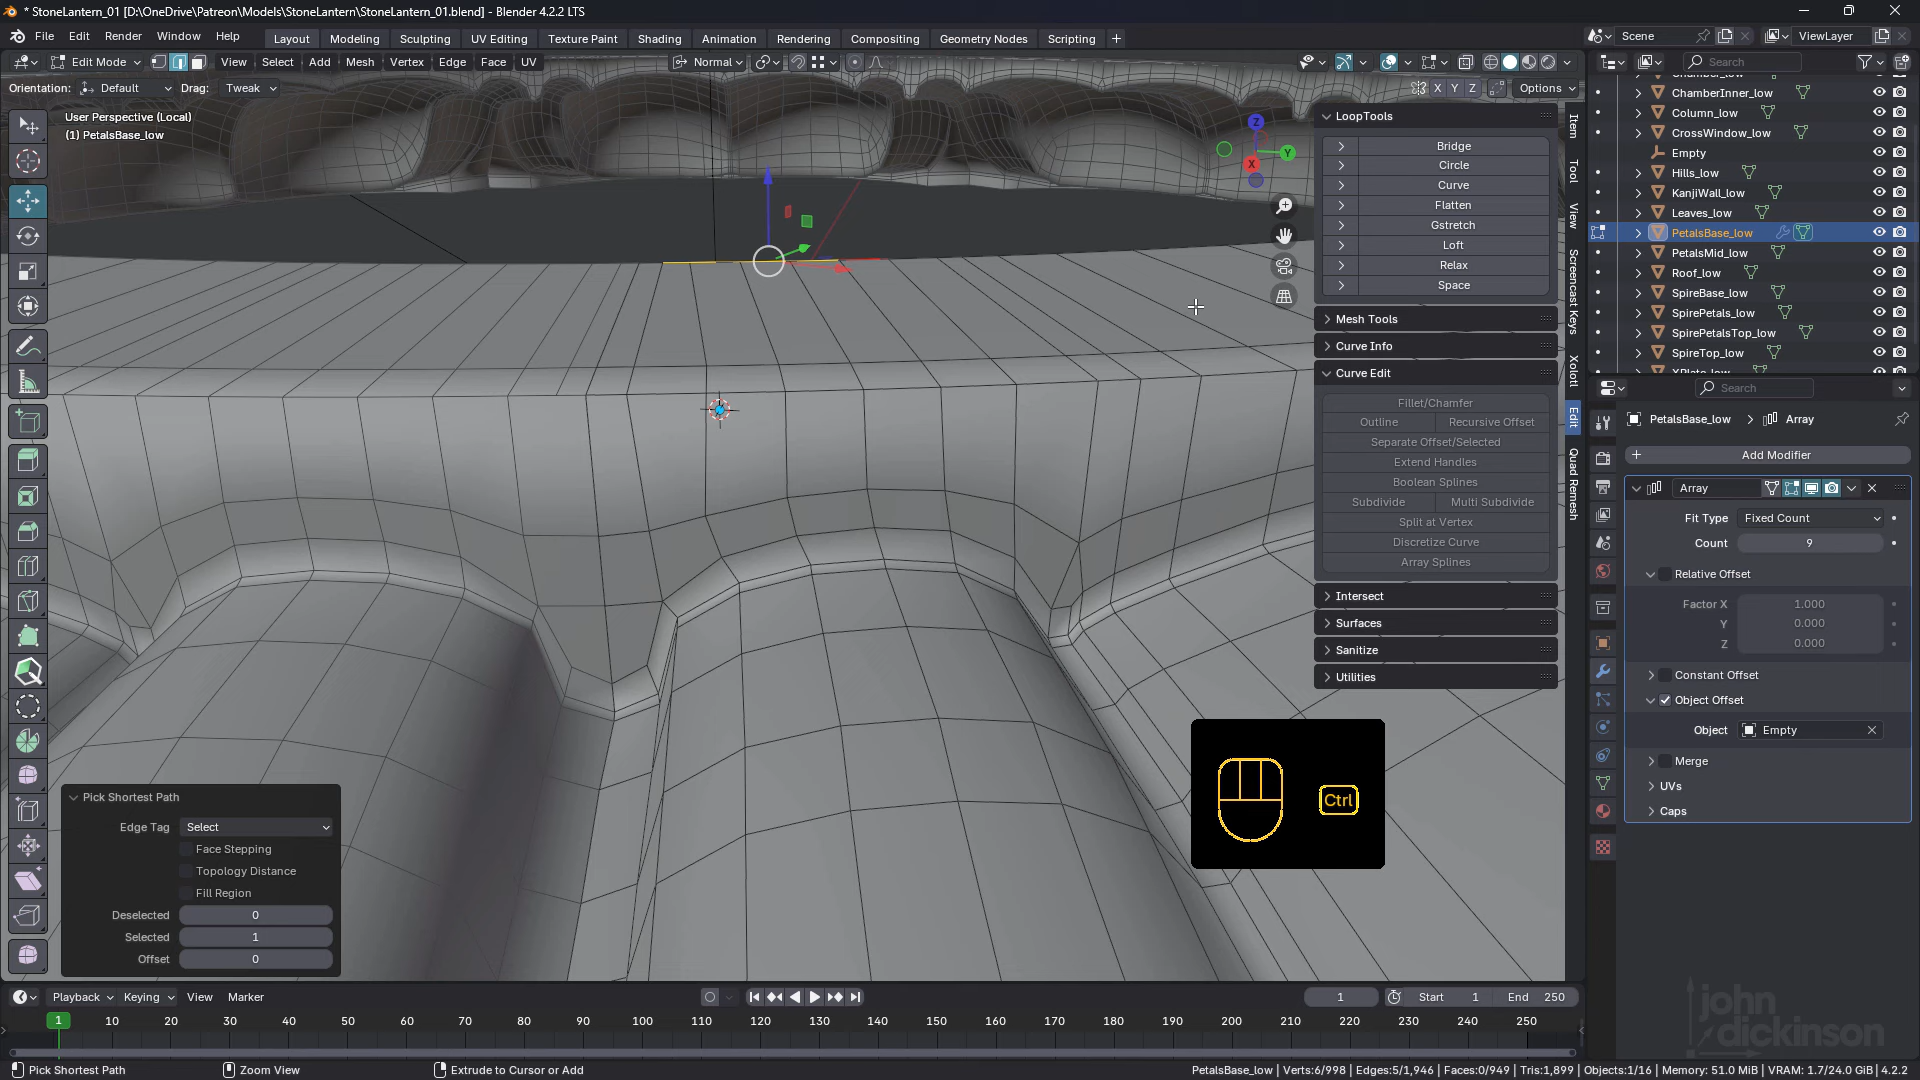 * StoneLantern_01 [D:\OneDrive\Patreon\Models\StoneLantern\StoneLantern_01.blend] - Blender 4.2.2 LTS
File Edit Render Window Help Layout Modeling Sculpting UV Editing Texture Paint Shading Animation Rendering Compositing Geometry Nodes Scripting + Scene ViewLayer
Edit Mode View Select Add Mesh Vertex Edge Face UV Normal Search
Orientation: Default Drag: Tweak X Y Z Options
User Perspective (Local)
(1) PetalsBase_low
Z
Y
X
LoopTools
Bridge
Circle
Curve
Flatten
Gstretch
Loft
Relax
Space
Mesh Tools
Curve Info
Curve Edit
Fillet/Chamfer
Outline Recursive Offset
Separate Offset/Selected
Extend Handles
Boolean Splines
Subdivide Multi Subdivide
Split at Vertex
Discretize Curve
Array Splines
Intersect
Surfaces
Sanitize
Utilities
Item
Tool
View
Screencast Keys
Xolotl
Edit
Quad Remesh
ChamberInner_low
Column_low
CrossWindow_low
Empty
Hills_low
KanjiWall_low
Leaves_low
PetalsBase_low
PetalsMid_low
Roof_low
SpireBase_low
SpirePetals_low
SpirePetalsTop_low
SpireTop_low
Search
PetalsBase_low > Array
+ Add Modifier
Array
Fit Type Fixed Count
Count 9
Relative Offset
Factor X 1.000
Y 0.000
Z 0.000
Constant Offset
Object Offset
Object Empty
Merge
UVs
Caps
Ctrl
Pick Shortest Path
Edge Tag Select
Face Stepping
Topology Distance
Fill Region
Deselected 0
Selected 1
Offset 0
Playback Keying View Marker 1 Start 1 End 250
1 10 20 30 40 50 60 70 80 90 100 110 120 130 140 150 160 170 180 190 200 210 220 230 240 250
john
dickinson
Pick Shortest Path Zoom View Extrude to Cursor or Add PetalsBase_low | Verts:6/998 | Edges:5/1,946 | Faces:0/949 | Tris:1,899 | Objects:1/16 | Memory: 51.0 MiB | VRAM: 1.7/24.0 GiB | 4.2.2